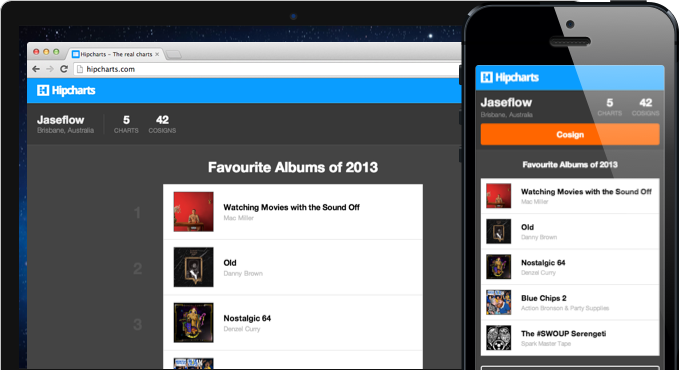 Hipcharts – The real charts
hipcharts.com
Hipcharts
Jaseflow
Brisbane, Australia
5
CHARTS
42
COSIGNS
Favourite Albums of 2013
1
Watching Movies with the Sound Off
Mac Miller
2
Old
Danny Brown
3
Nostalgic 64
Denzel Curry
Hipcharts
Jaseflow
Brisbane, Australia
5
CHARTS
42
COSIGNS
Cosign
Favourite Albums of 2013
Watching Movies with the Sound Off
Mac Miller
Old
Danny Brown
Nostalgic 64
Denzel Curry
Blue Chips 2
Action Bronson & Party Supplies
The #SWOUP Serengeti
Spark Master Tape